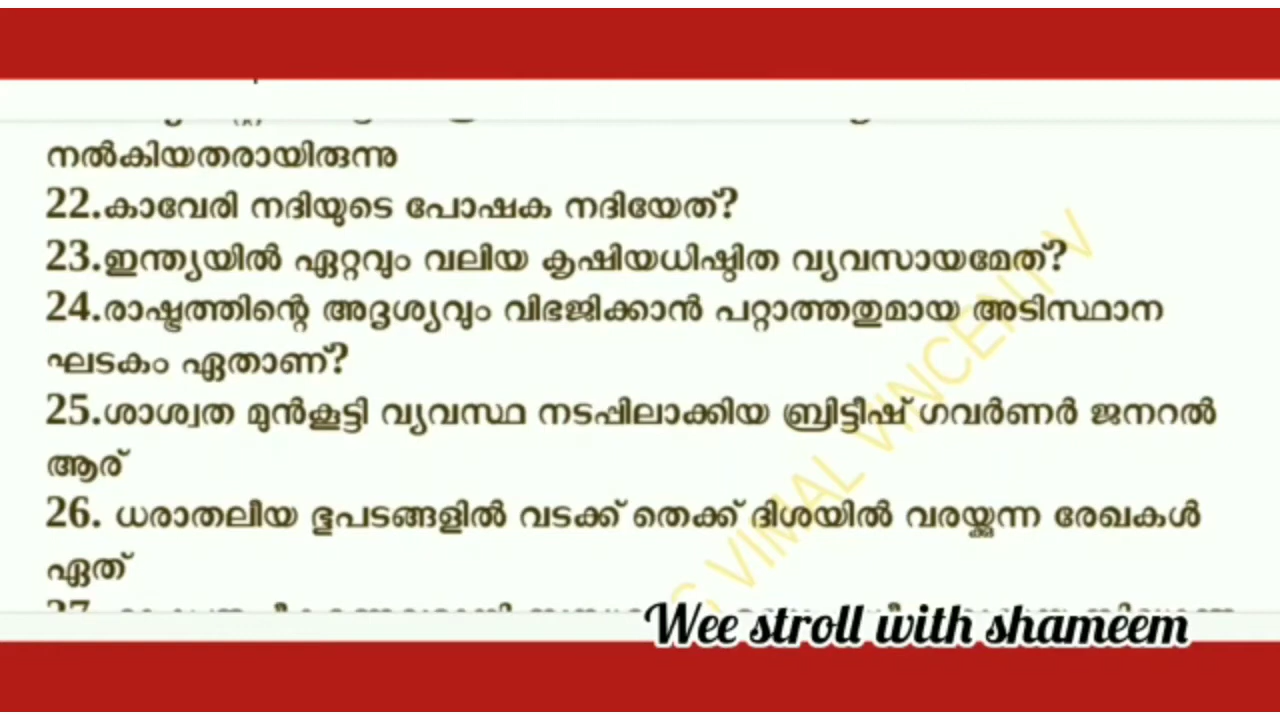 നൽകിയതരായിരുന്നു
22.കാവേരി നദിയുടെ പോഷക നദിയേത്?
23.ഇന്ത്യയിൽ ഏറ്റവും വലിയ കൃഷിയധിഷ്ഠിത വ്യവസായമേത്?
24.രാഷ്ട്രത്തിന്റെ അദൃശ്യവും വിഭജിക്കാൻ പറ്റാത്തതുമായ അടിസ്ഥാന
ഘടകം ഏതാണ്?
25.ശാശ്വത മുൻകൂട്ടി വ്യവസ്ഥ നടപ്പിലാക്കിയ ബ്രിട്ടീഷ് ഗവർണർ ജനറൽ
ആര്
26. ധരാതലീയ ഭൂപടങ്ങളിൽ വടക്ക് തെക്ക് ദിശയിൽ വരയ്ക്കുന്ന രേഖകൾ
ഏത്
VIMAL VINCENT V
Wee stroll with shameem